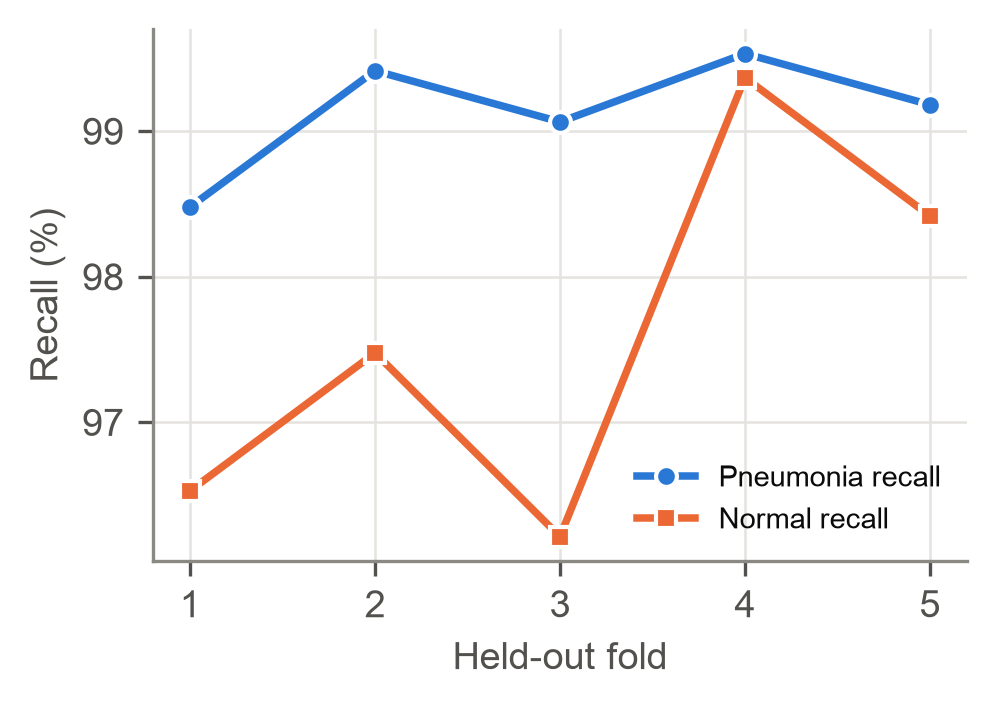 99
98
97
Recall (%)
Pneumonia recall
Normal recall
1 2 3 4 5
Held-out fold